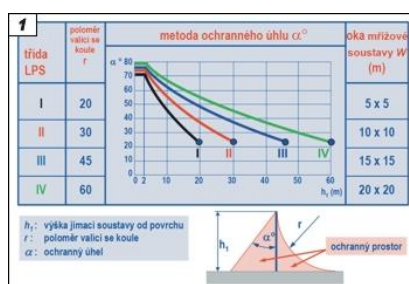 1
třída LPS
poloměr valící se koule r
metoda ochranného úhlu α°
oka mřížové soustavy W (m)
I
20
5 x 5
II
30
10 x 10
III
45
15 x 15
IV
60
20 x 20
α° 80
70
60
50
40
30
20
10
0
0 2 10 20 30 40 50 60
h₁ (m)
I II III IV
h₁: výška jímací soustavy od povrchu
r : poloměr valící se koule
α : ochranný úhel
h₁
α°
r
ochranný prostor